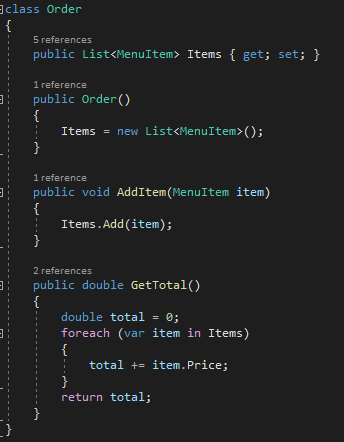 class Order
{
5 references
public List<MenuItem> Items { get; set; }
1 reference
public Order()
{
Items = new List<MenuItem>();
}
1 reference
public void AddItem(MenuItem item)
{
Items.Add(item);
}
2 references
public double GetTotal()
{
double total = 0;
foreach (var item in Items)
{
total += item.Price;
}
return total;
}
}